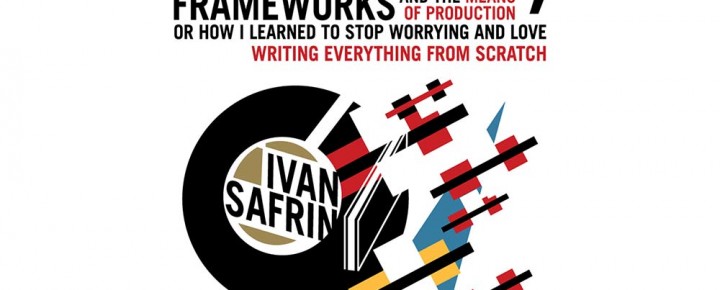 FRAMEWORKS AND THE MEANS
OF PRODUCTION
OR HOW I LEARNED TO STOP WORRYING AND LOVE
WRITING EVERYTHING FROM SCRATCH
IVAN
SAFRIN